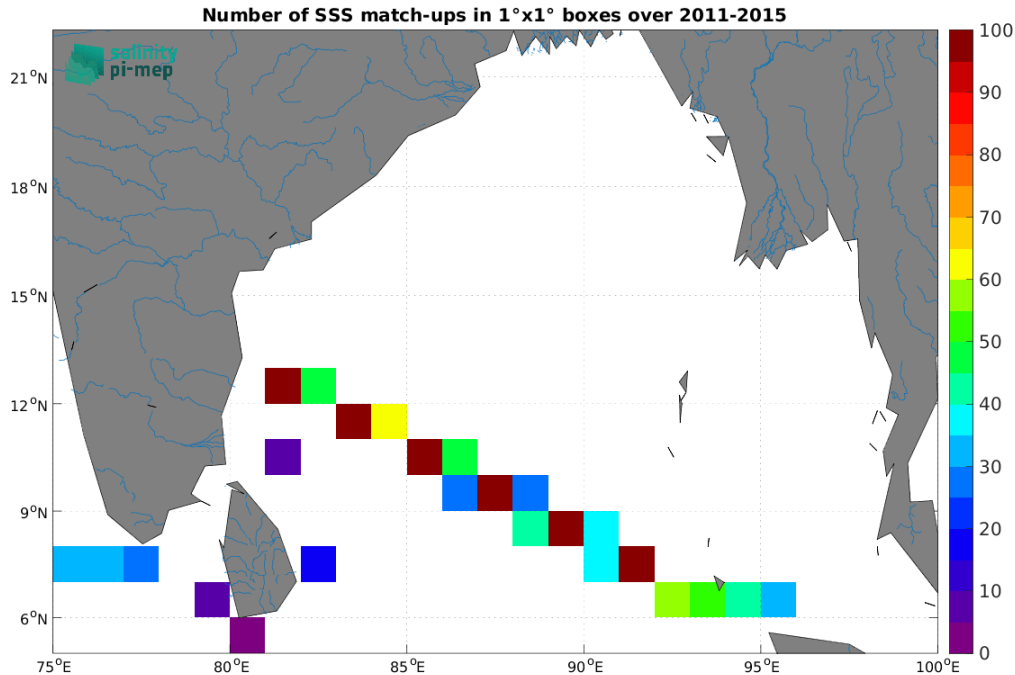 Number of SSS match-ups in 1°x1° boxes over 2011-2015
salinity
pi-mep
21°N
18°N
15°N
12°N
9°N
6°N
75°E
80°E
85°E
90°E
95°E
100°E
100
90
80
70
60
50
40
30
20
10
0